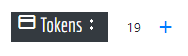 Tokens : 19 +